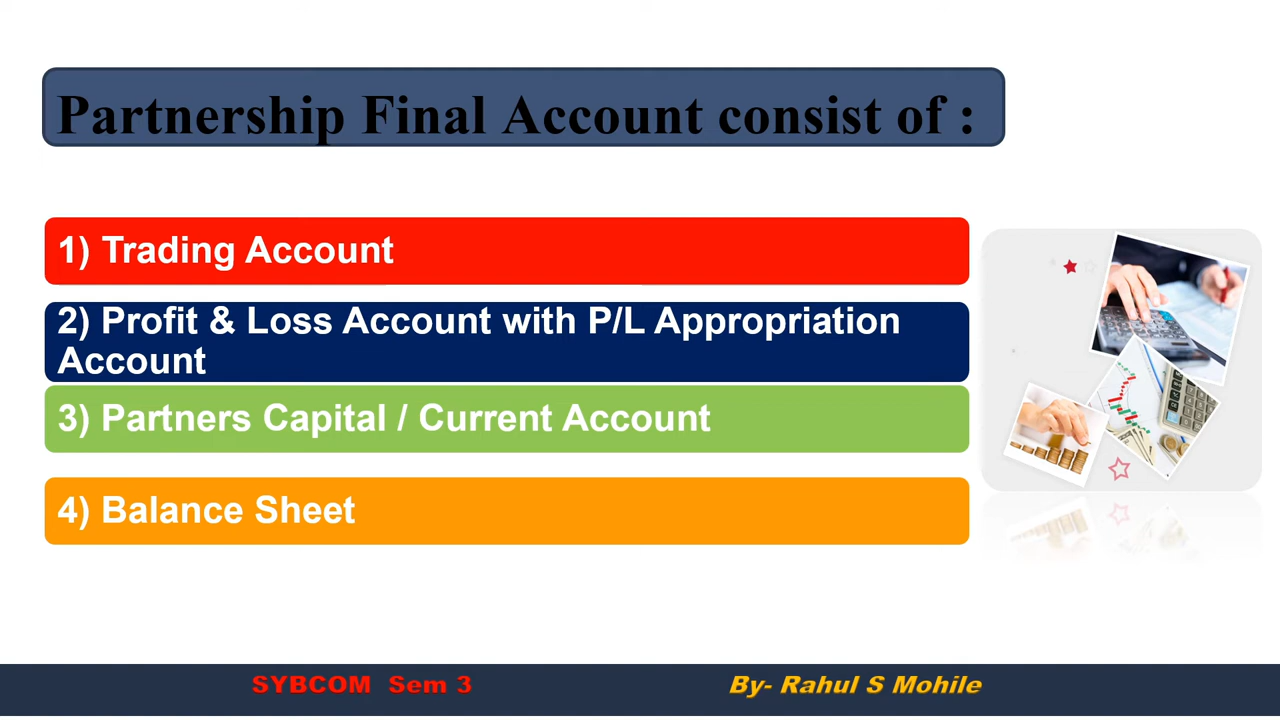 Partnership Final Account consist of :
1) Trading Account
2) Profit & Loss Account with P/L Appropriation
Account
3) Partners Capital / Current Account
4) Balance Sheet
SYBCOM Sem 3
By- Rahul S Mohile